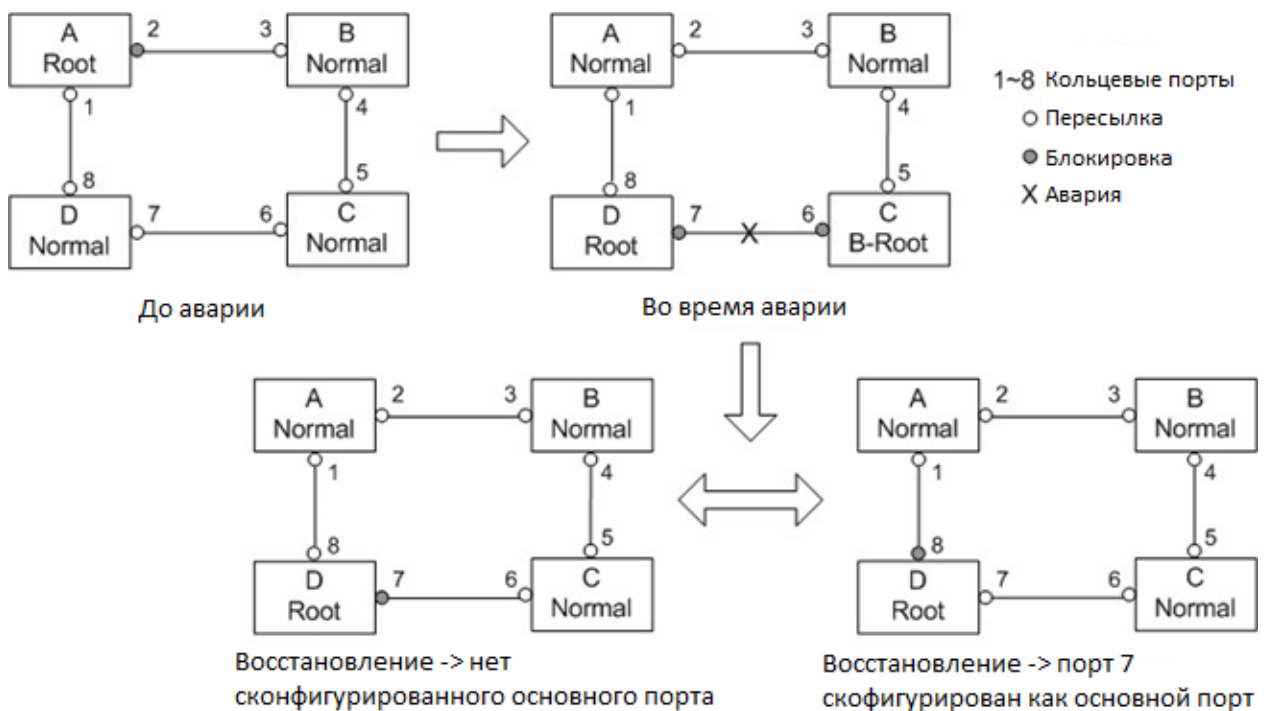 A
Root
2
3
B
Normal
1
4
8
5
D
Normal
7
6
C
Normal
До аварии
A
Normal
2
3
B
Normal
1
4
8
5
D
Root
7
X
6
C
B-Root
Во время аварии
1~8 Кольцевые порты
Пересылка
Блокировка
X Авария
A
Normal
2
3
B
Normal
1
4
8
5
D
Root
7
6
C
Normal
Восстановление -> нет
сконфигурированного основного порта
A
Normal
2
3
B
Normal
1
4
8
5
D
Root
7
6
C
Normal
Восстановление -> порт 7
скофигурирован как основной порт